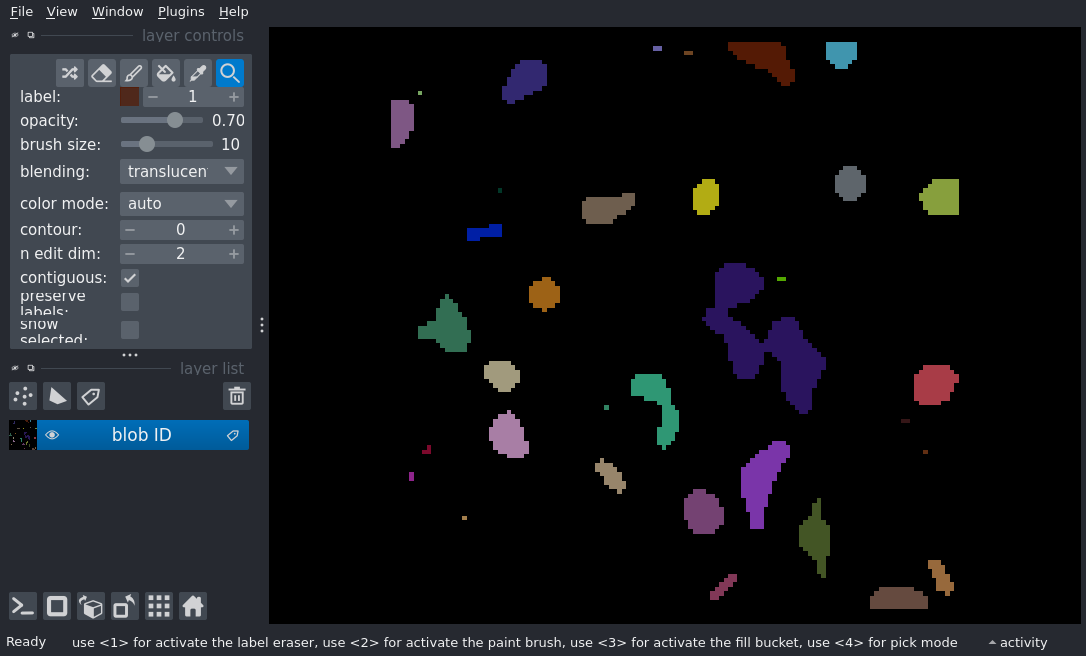 File View Window Plugins Help
layer controls
label: 1
opacity: 0.70
brush size: 10
blending: translucen
color mode: auto
contour: 0
n edit dim: 2
contiguous:
preserve
labels:
show
selected:
layer list
blob ID
Ready use <1> for activate the label eraser, use <2> for activate the paint brush, use <3> for activate the fill bucket, use <4> for pick mode activity